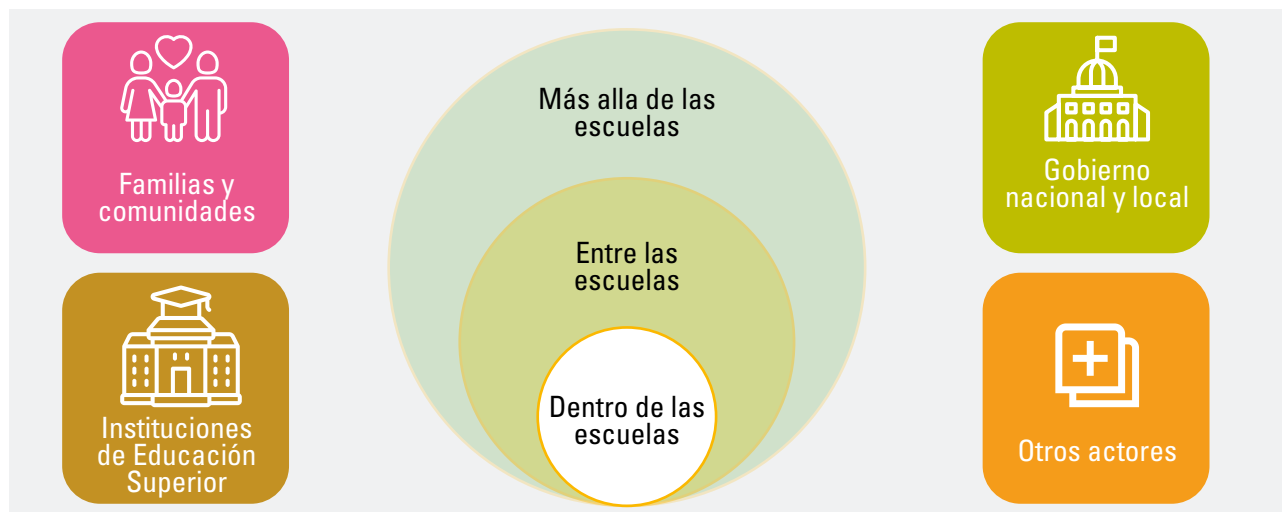 Familias y
comunidades
Instituciones
de Educación
Superior
Más alla de las
escuelas
Entre las
escuelas
Dentro de las
escuelas
Gobierno
nacional y local
Otros actores